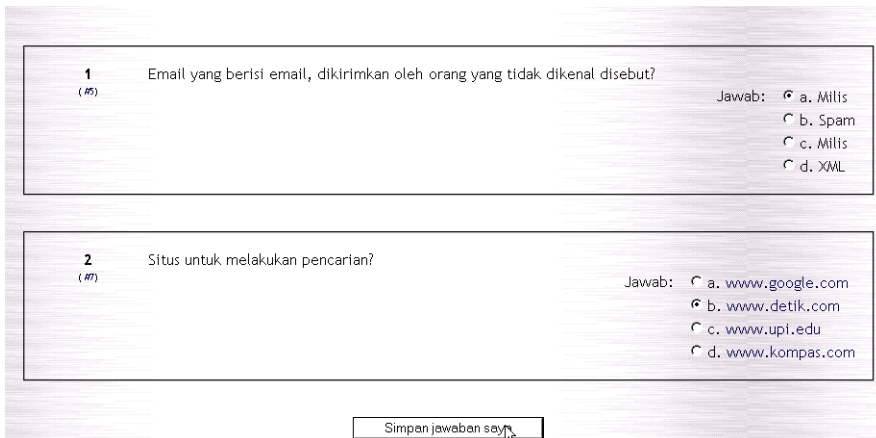 1 Email yang berisi email, dikirimkan oleh orang yang tidak dikenal disebut?
(#5)
Jawab: a. Milis
b. Spam
c. Milis
d. XML
2 Situs untuk melakukan pencarian?
(#7)
Jawab: a. www.google.com
b. www.detik.com
c. www.upi.edu
d. www.kompas.com
Simpan jawaban saya